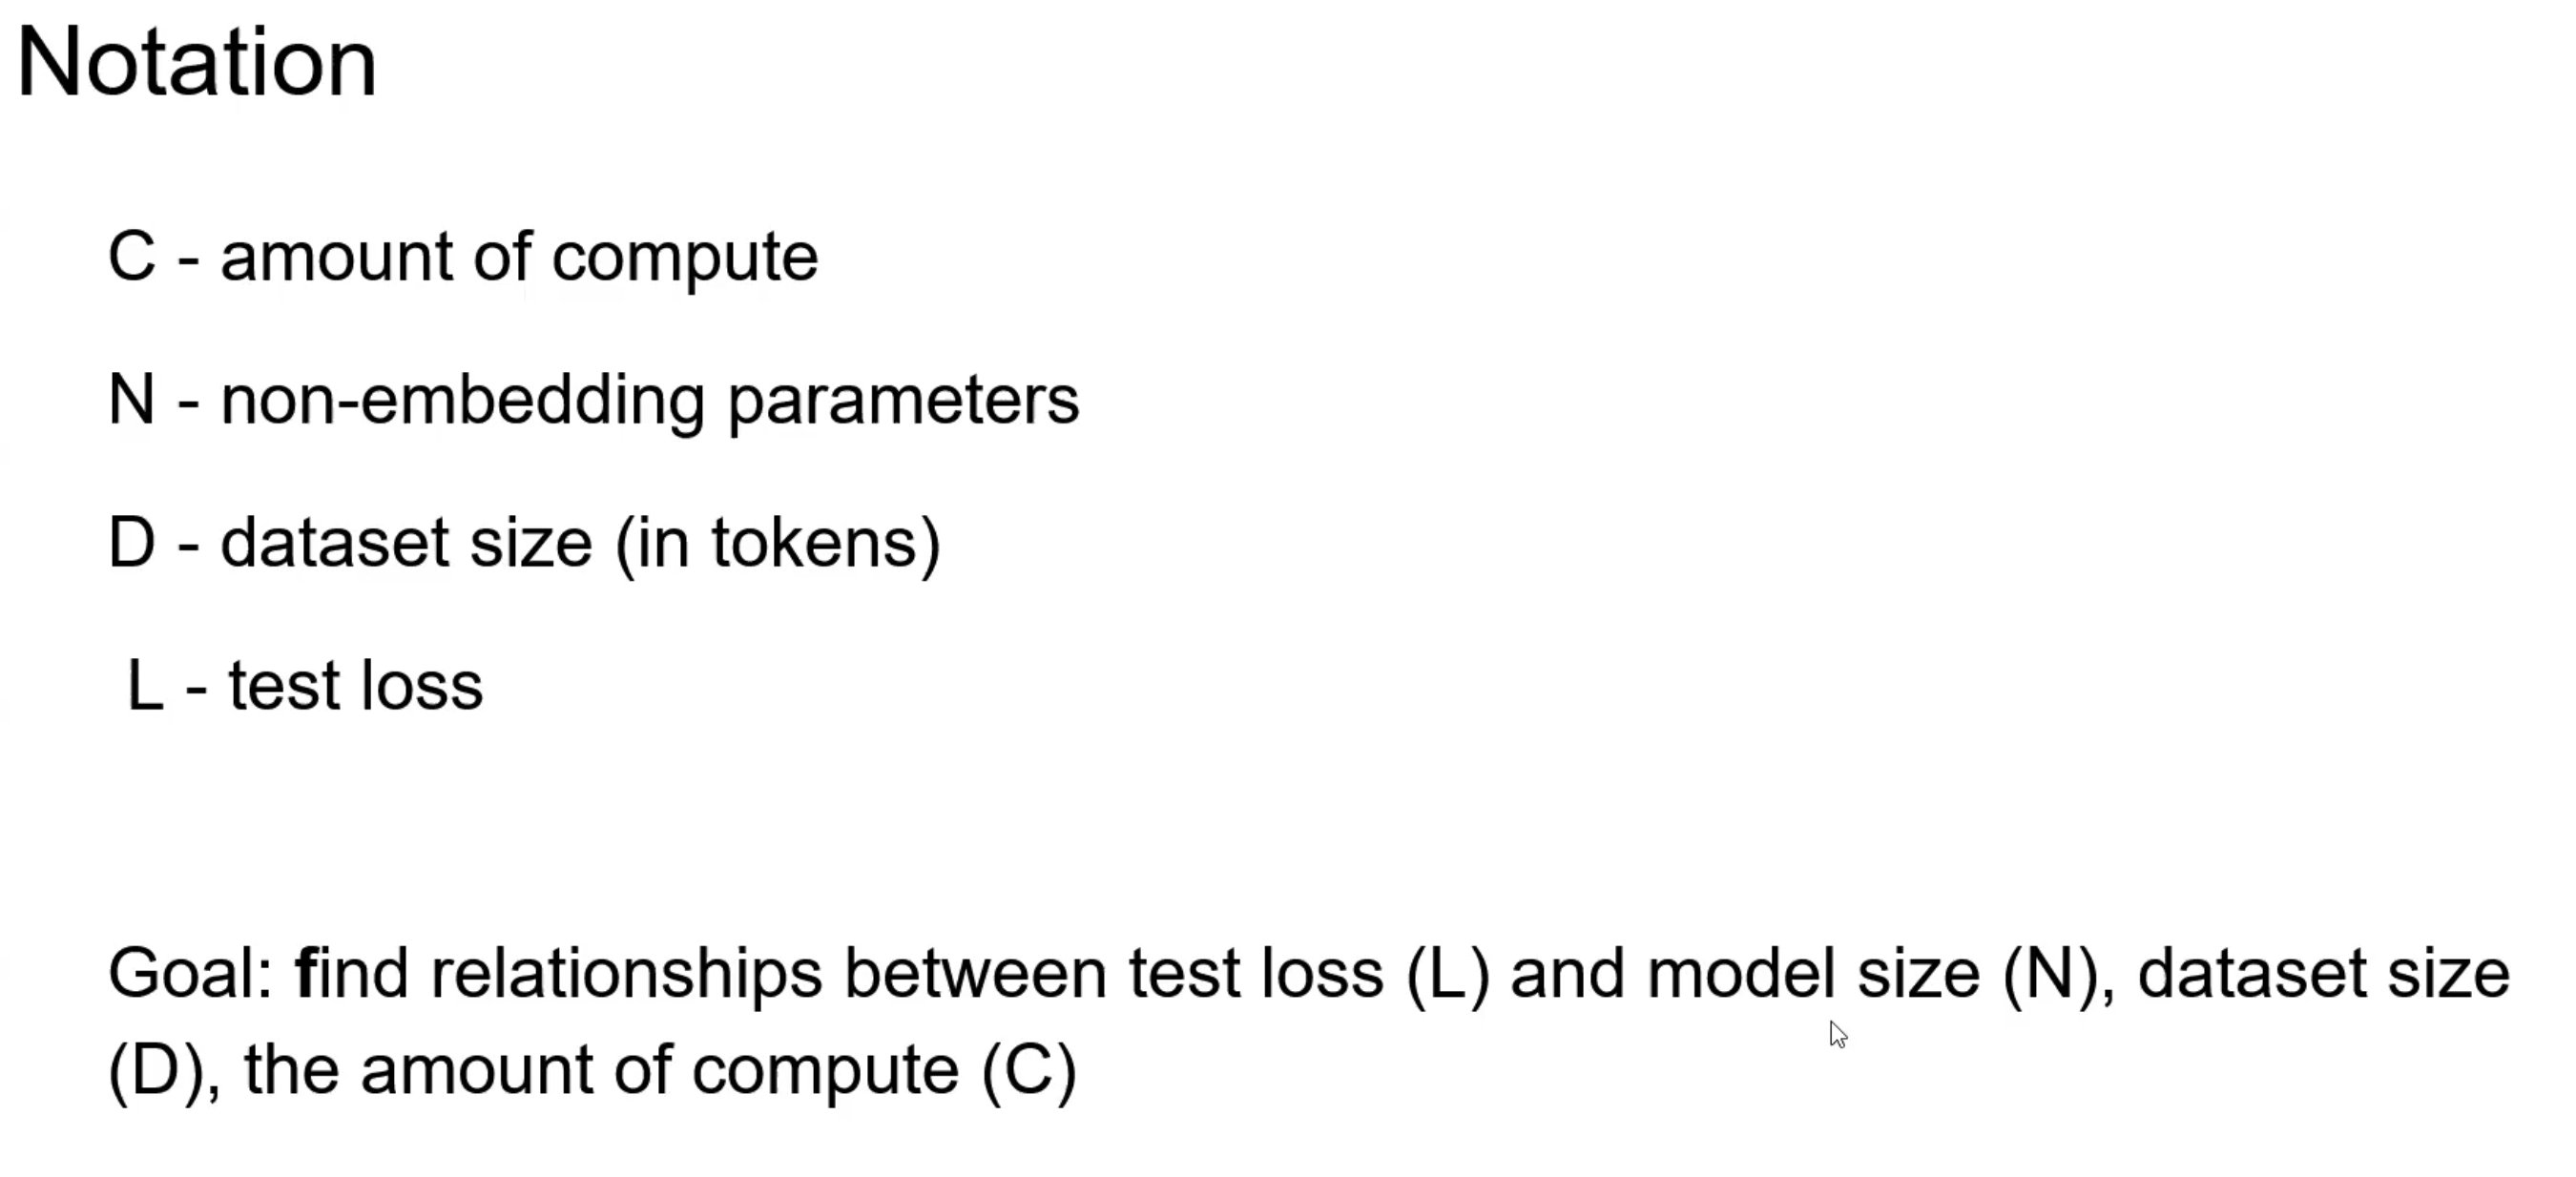 Notation
C - amount of compute
N - non-embedding parameters
D - dataset size (in tokens)
L - test loss
Goal: find relationships between test loss (L) and model size (N), dataset size
(D), the amount of compute (C)